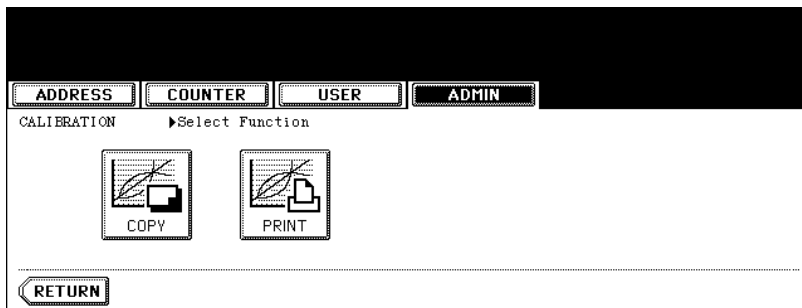 ADDRESS COUNTER USER ADMIN
CALIBRATION ▶Select Function
COPY PRINT
RETURN